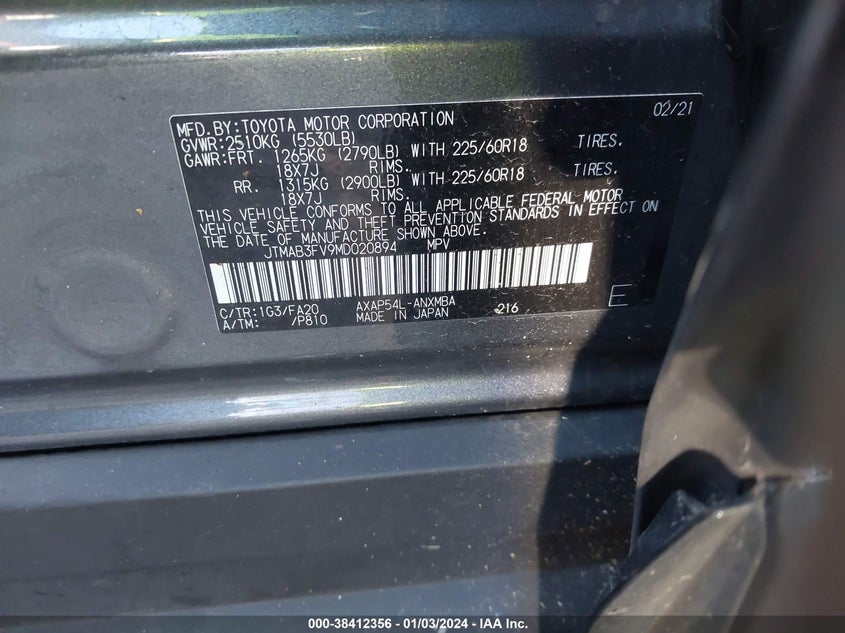 02/21
MFD.BY:TOYOTA MOTOR CORPORATION
GVWR:2510KG (5530LB)
GAWR:FRT. 1265KG (2790LB) WITH 225/60R18 TIRES.
18X7J RIMS.
RR. 1315KG (2900LB) WITH 225/60R18 TIRES.
18X7J RIMS.
THIS VEHICLE CONFORMS TO ALL APPLICABLE FEDERAL MOTOR
VEHICLE SAFETY AND THEFT PREVENTION STANDARDS IN EFFECT ON
THE DATE OF MANUFACTURE SHOWN ABOVE.
JTMAB3FV9MD020894 MPV
C/TR:1G3/FA20 AXAP54L-ANXMBA 216 E
A/TM: /P810 MADE IN JAPAN
000-38412356 - 01/03/2024 - IAA Inc.